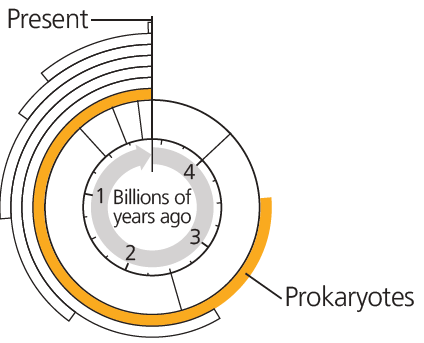 Present
4
1
Billions of
years ago
3
2
Prokaryotes